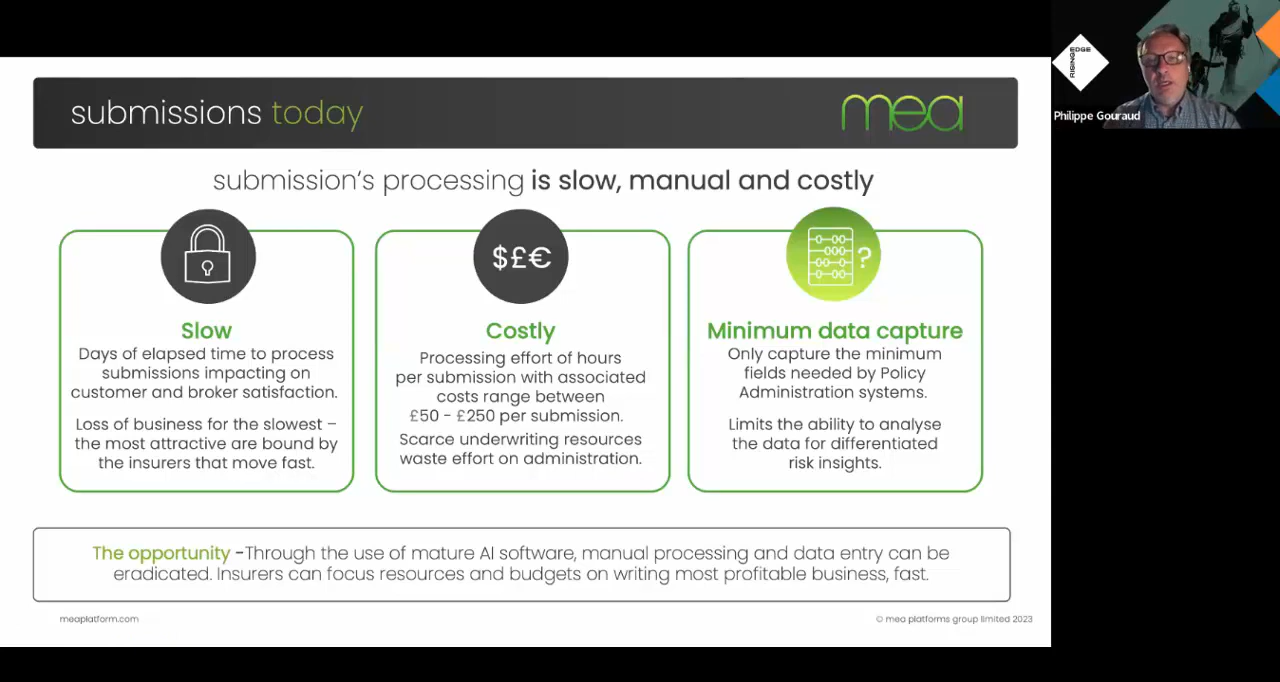 submissions today
mea
RISINGEDGE
Philippe Gouraud
submission's processing is slow, manual and costly
$£€
?
Slow
Days of elapsed time to process
submissions impacting on
customer and broker satisfaction.
Loss of business for the slowest –
the most attractive are bound by
the insurers that move fast.
Costly
Processing effort of hours
per submission with associated
costs range between
£50 - £250 per submission.
Scarce underwriting resources
waste effort on administration.
Minimum data capture
Only capture the minimum
fields needed by Policy
Administration systems.
Limits the ability to analyse
the data for differentiated
risk insights.
The opportunity -Through the use of mature AI software, manual processing and data entry can be
eradicated. Insurers can focus resources and budgets on writing most profitable business, fast.
meaplatform.com
© mea platforms group limited 2023